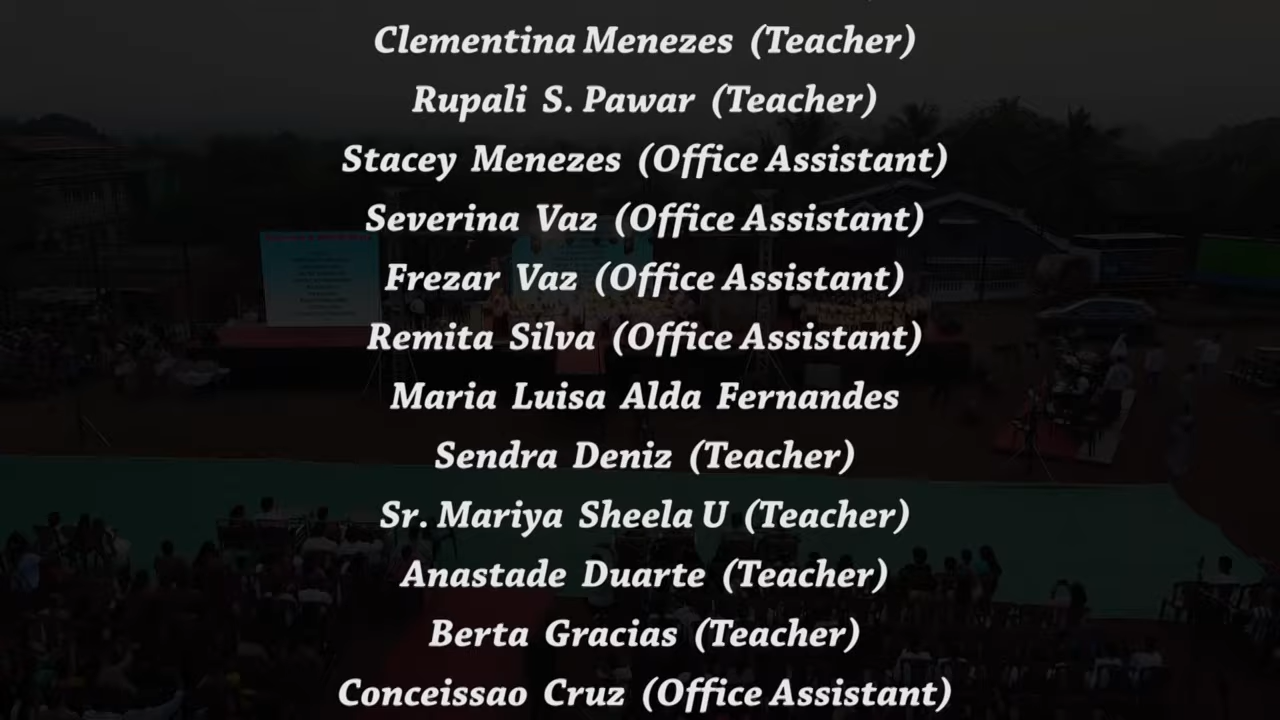 Clementina Menezes (Teacher)
Rupali S. Pawar (Teacher)
Stacey Menezes (Office Assistant)
Severina Vaz (Office Assistant)
Frezar Vaz (Office Assistant)
Remita Silva (Office Assistant)
Maria Luisa Alda Fernandes
Sendra Deniz (Teacher)
Sr. Mariya Sheela U (Teacher)
Anastade Duarte (Teacher)
Berta Gracias (Teacher)
Conceissao Cruz (Office Assistant)